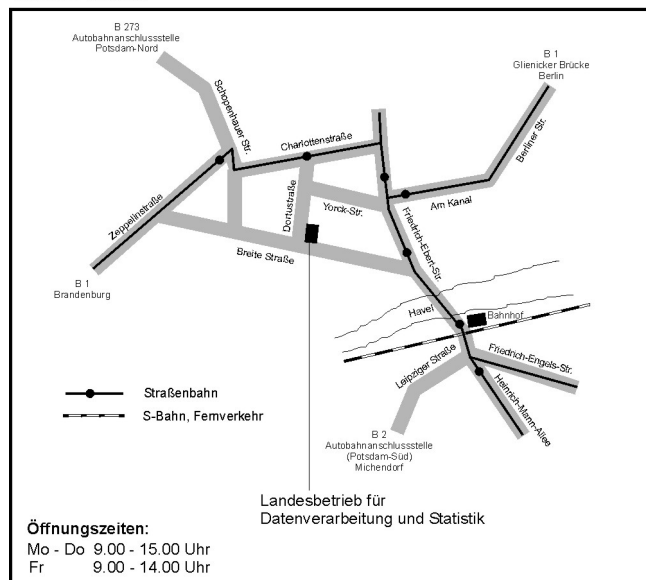 B 273
Autobahnanschlussstelle
Potsdam-Nord
B 1
Glienicker Brücke
Berlin
Schopenhauer Str.
Charlottenstraße
Berliner Str.
Zeppelinstraße
Dortustraße
Yorck-Str.
Am Kanal
Breite Straße
Friedrich-Ebert-Str.
B 1
Brandenburg
Havel
Bahnhof
Leipziger Straße
Friedrich-Engels-Str.
Heinrich-Mann-Allee
Straßenbahn
S-Bahn, Fernverkehr
B 2
Autobahnanschlussstelle
(Potsdam-Süd)
Michendorf
Landesbetrieb für
Datenverarbeitung und Statistik
Öffnungszeiten:
Mo - Do 9.00 - 15.00 Uhr
Fr 9.00 - 14.00 Uhr